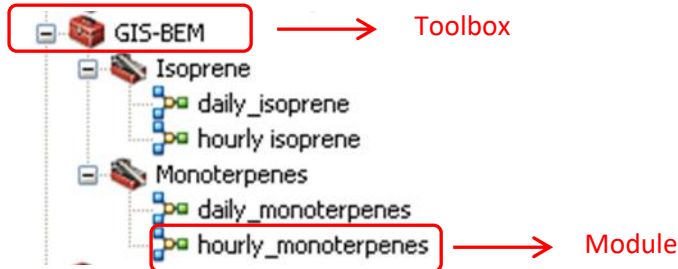 GIS-BEM Toolbox
Isoprene
daily_isoprene
hourly isoprene
Monoterpenes
daily_monoterpenes
hourly_monoterpenes Module